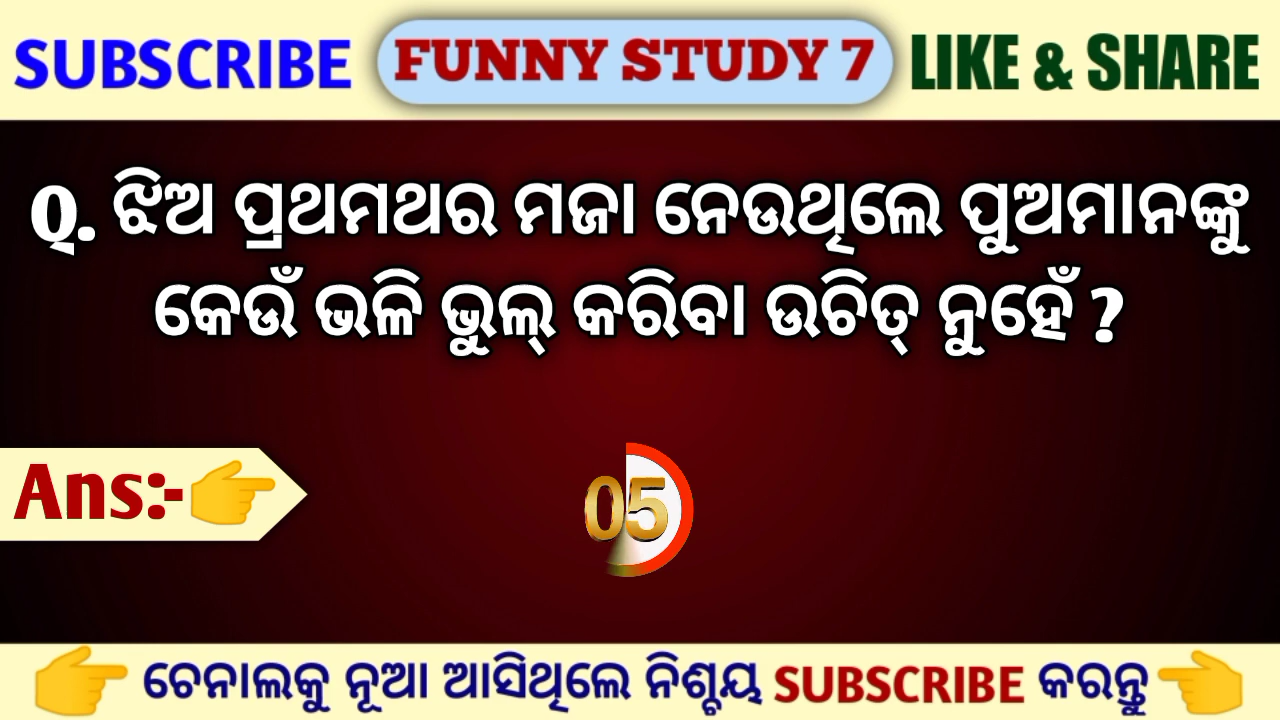 SUBSCRIBE FUNNY STUDY 7 LIKE & SHARE
Q. ଝିଅ ପ୍ରଥମଥର ମଜା ନେଉଥିଲେ ପୁଅମାନଙ୍କୁ
କେଉଁ ଭଳି ଭୁଲ୍ କରିବା ଉଚିତ୍ ନୁହେଁ ?
Ans:-
05
ଚେନାଲକୁ ନୂଆ ଆସିଥିଲେ ନିଶ୍ଚୟ SUBSCRIBE କରନ୍ତୁ